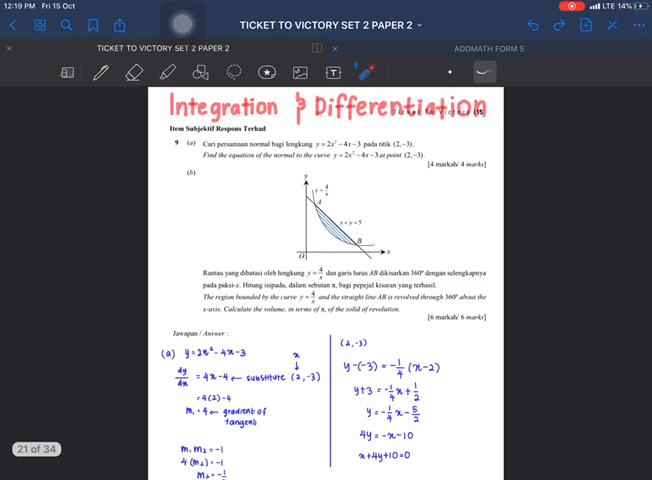 12:19 PM Fri 15 Oct
LTE 14%
TICKET TO VICTORY SET 2 PAPER 2
TICKET TO VICTORY SET 2 PAPER 2
ADDMATH FORM 5
Integration & Differentiation
Ticket To Victory | 15
Item Subjektif Respons Terhad
9 (a) Cari persamaan normal bagi lengkung y = 2x² − 4x − 3 pada titik (2, −3).
Find the equation of the normal to the curve y = 2x² − 4x − 3 at point (2, −3).
[4 markah/ 4 marks]
(b)
y
y = 4/x
A
x + y = 5
B
O
x
Rantau yang dibatasi oleh lengkung y = 4/x dan garis lurus AB dikisarkan 360° dengan selengkapnya
pada paksi-x. Hitung isipadu, dalam sebutan π, bagi pepejal kisaran yang terhasil.
The region bounded by the curve y = 4/x and the straight line AB is revolved through 360° about the
x-axis. Calculate the volume, in terms of π, of the solid of revolution.
[6 markah/ 6 marks]
Jawapan / Answer :
(a) y = 2x² - 4x - 3
x
↓
dy/dx = 4x - 4 ← substitute (2, -3)
= 4(2) - 4
m₁ = 4 ← gradient of
tangent
m₁ m₂ = -1
4 (m₂) = -1
(2, -3)
y - (-3) = -1/4 (x - 2)
y + 3 = -1/4 x + 1/2
y = -1/4 x - 5/2
4y = -x - 10
x + 4y + 10 = 0
21 of 34